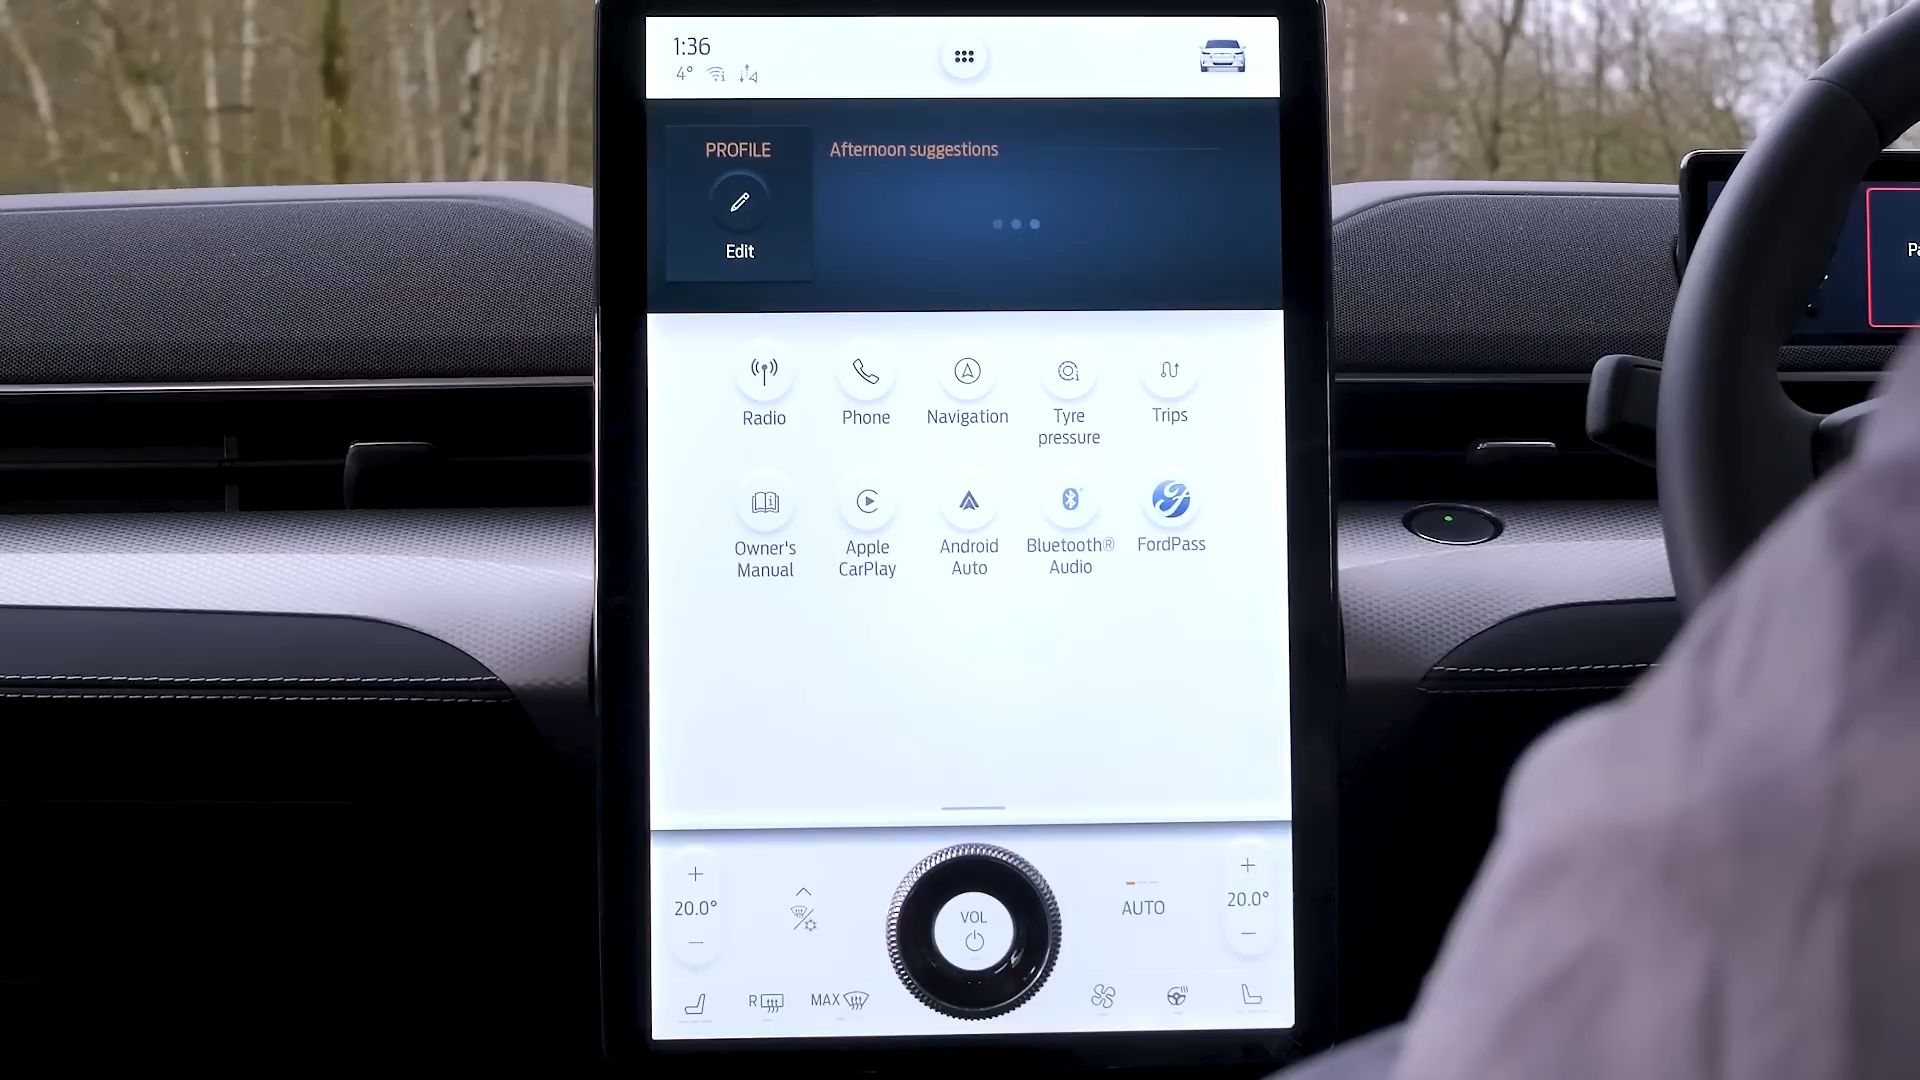 1:36
4°
PROFILE
Afternoon suggestions
Edit
Radio
Phone
Navigation
Tyre
pressure
Trips
Owner's
Manual
Apple
CarPlay
Android
Auto
Bluetooth®
Audio
FordPass
20.0°
VOL
AUTO
20.0°
R
MAX